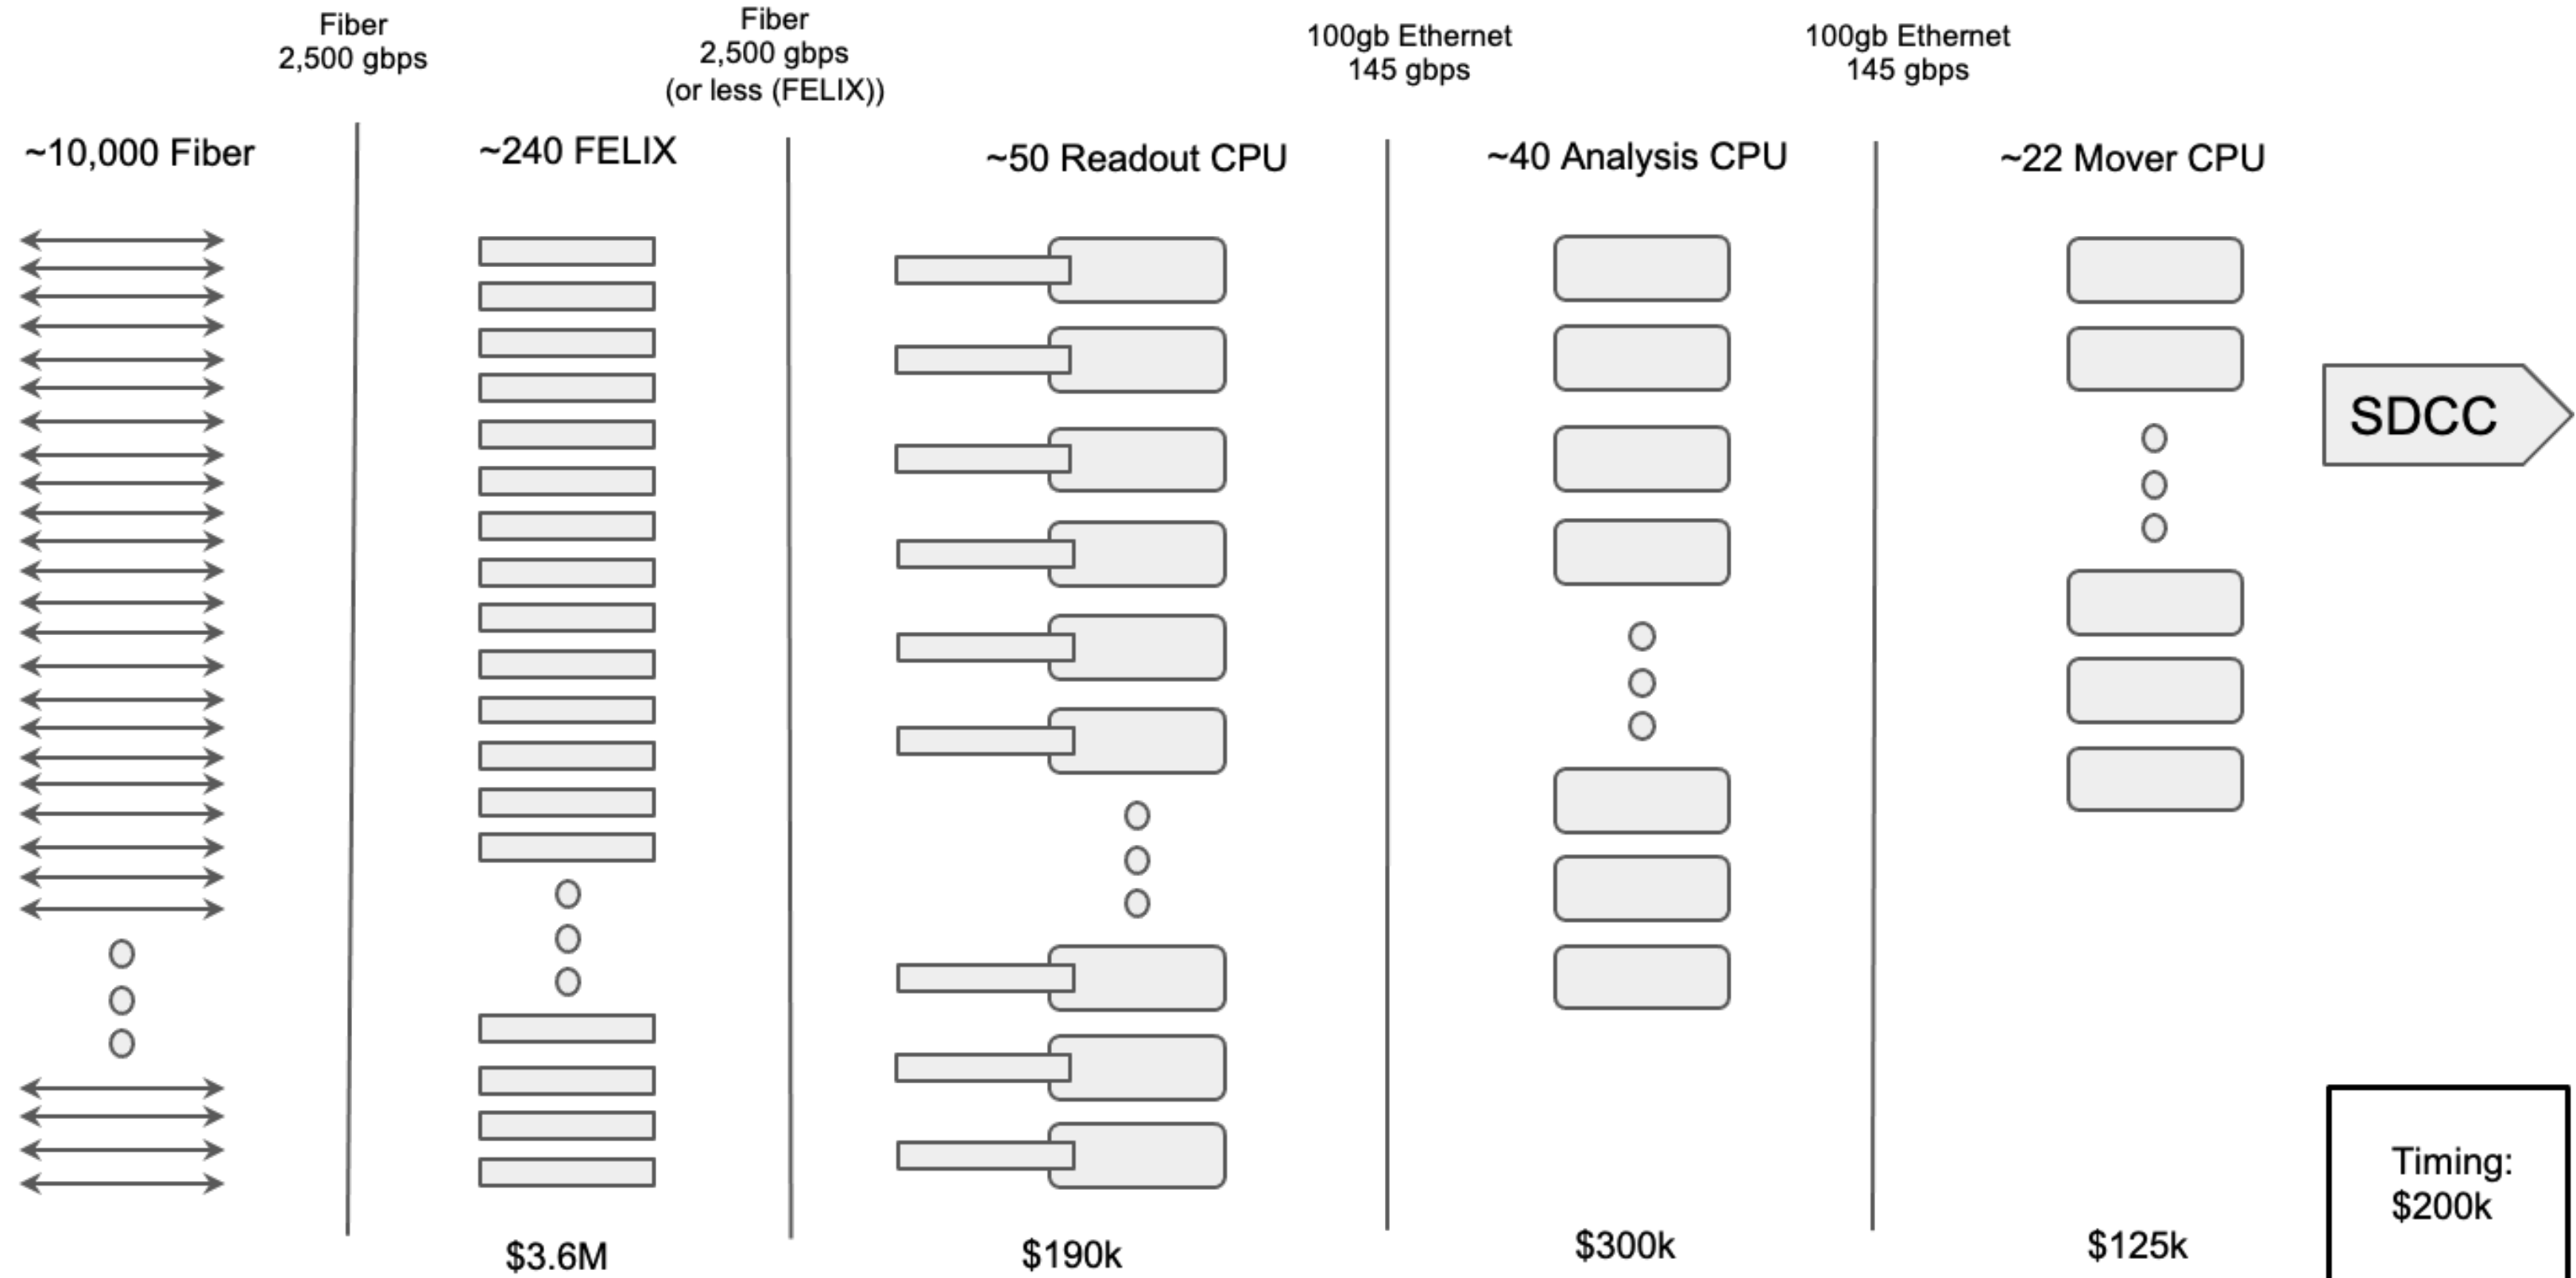 Fiber
2,500 gbps
Fiber
2,500 gbps
(or less (FELIX))
100gb Ethernet
145 gbps
100gb Ethernet
145 gbps
~10,000 Fiber
~240 FELIX
~50 Readout CPU
~40 Analysis CPU
~22 Mover CPU
SDCC
Timing:
$200k
$3.6M
$190k
$300k
$125k